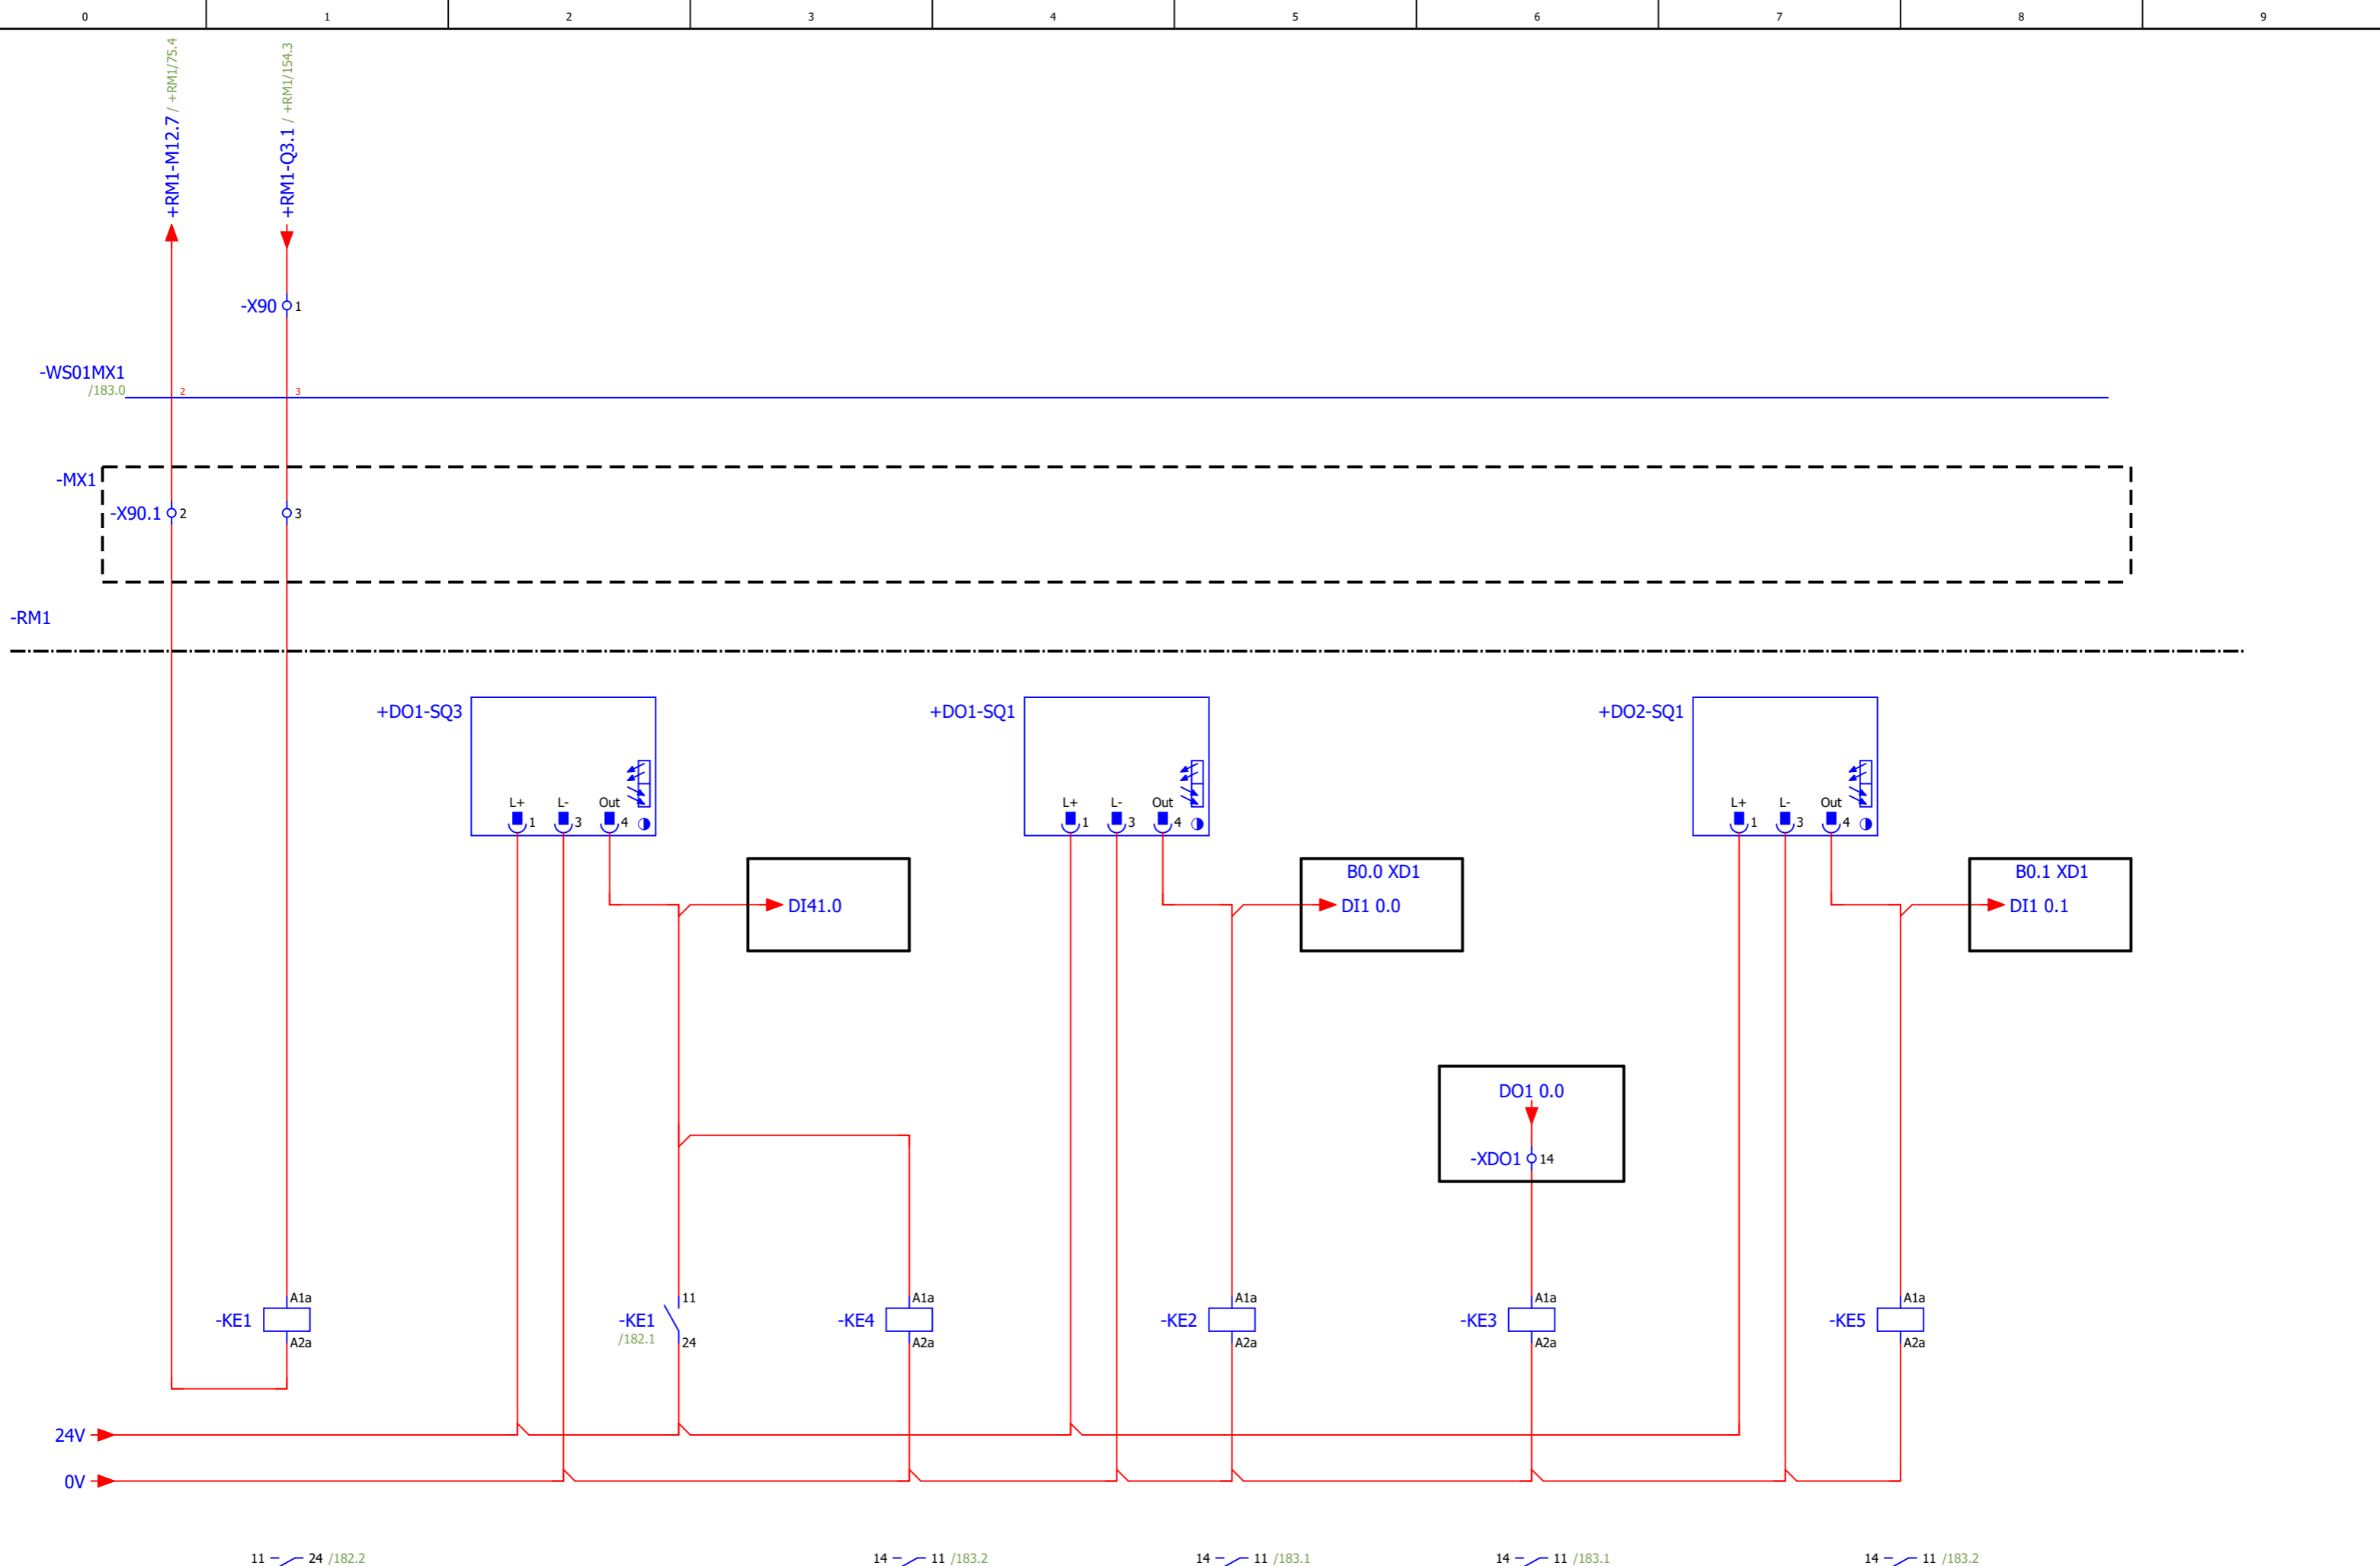 0 1 2 3 4 5 6 7 8 9
+RM1-M12.7 / +RM1/75.4
+RM1-Q3.1 / +RM1/154.3
-X90 1
-WS01MX1
/183.0 2 3
-MX1
-X90.1 2 3
-RM1
+DO1-SQ3 +DO1-SQ1 +DO2-SQ1
L+ L- Out L+ L- Out L+ L- Out
1 3 4 1 3 4 1 3 4
B0.0 XD1 B0.1 XD1
DI41.0 DI1 0.0 DI1 0.1
DO1 0.0
-XDO1 14
A1a 11 A1a A1a A1a A1a
-KE1 -KE1 -KE4 -KE2 -KE3 -KE5
/182.1
A2a 24 A2a A2a A2a A2a
24V
0V
11 24 /182.2 14 11 /183.2 14 11 /183.1 14 11 /183.1 14 11 /183.2